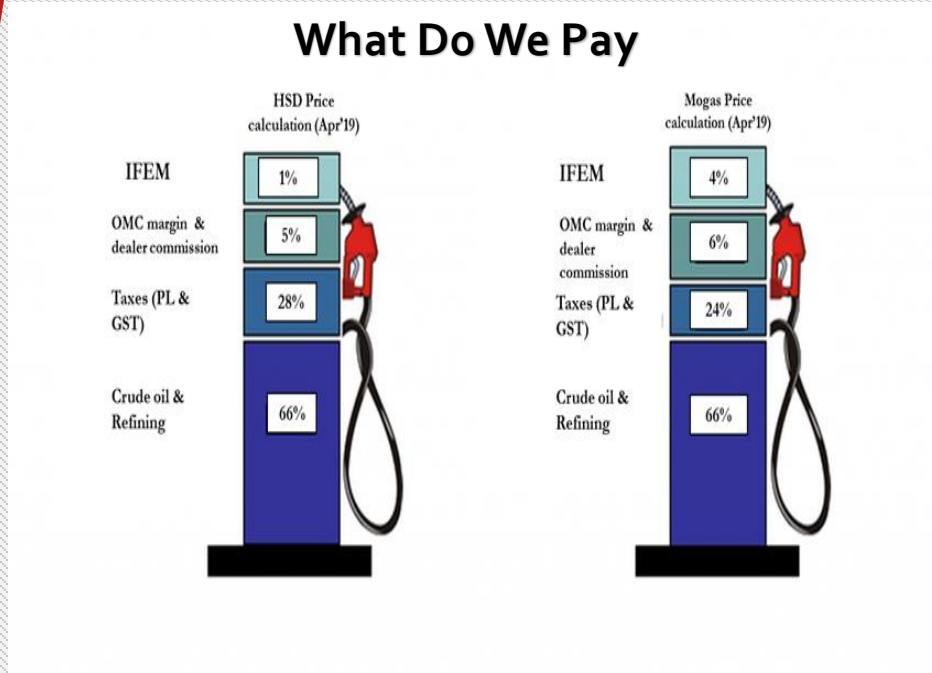 What Do We Pay
HSD Price
calculation (Apr'19)
IFEM
1%
OMC margin &
dealer commission
5%
Taxes (PL &
GST)
28%
Crude oil &
Refining
66%
Mogas Price
calculation (Apr'19)
IFEM
4%
OMC margin &
dealer
commission
6%
Taxes (PL &
GST)
24%
Crude oil &
Refining
66%